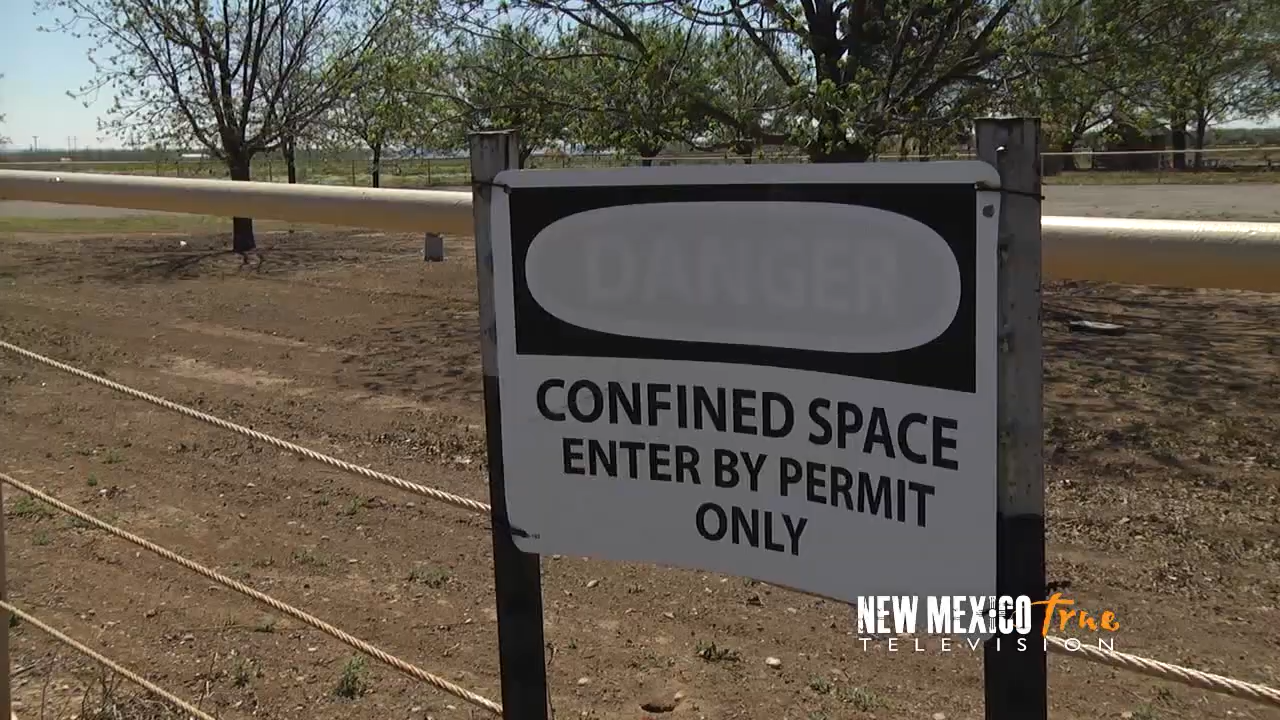 DANGER
CONFINED SPACE
ENTER BY PERMIT
ONLY
NEW MEXICO True
TELEVISION